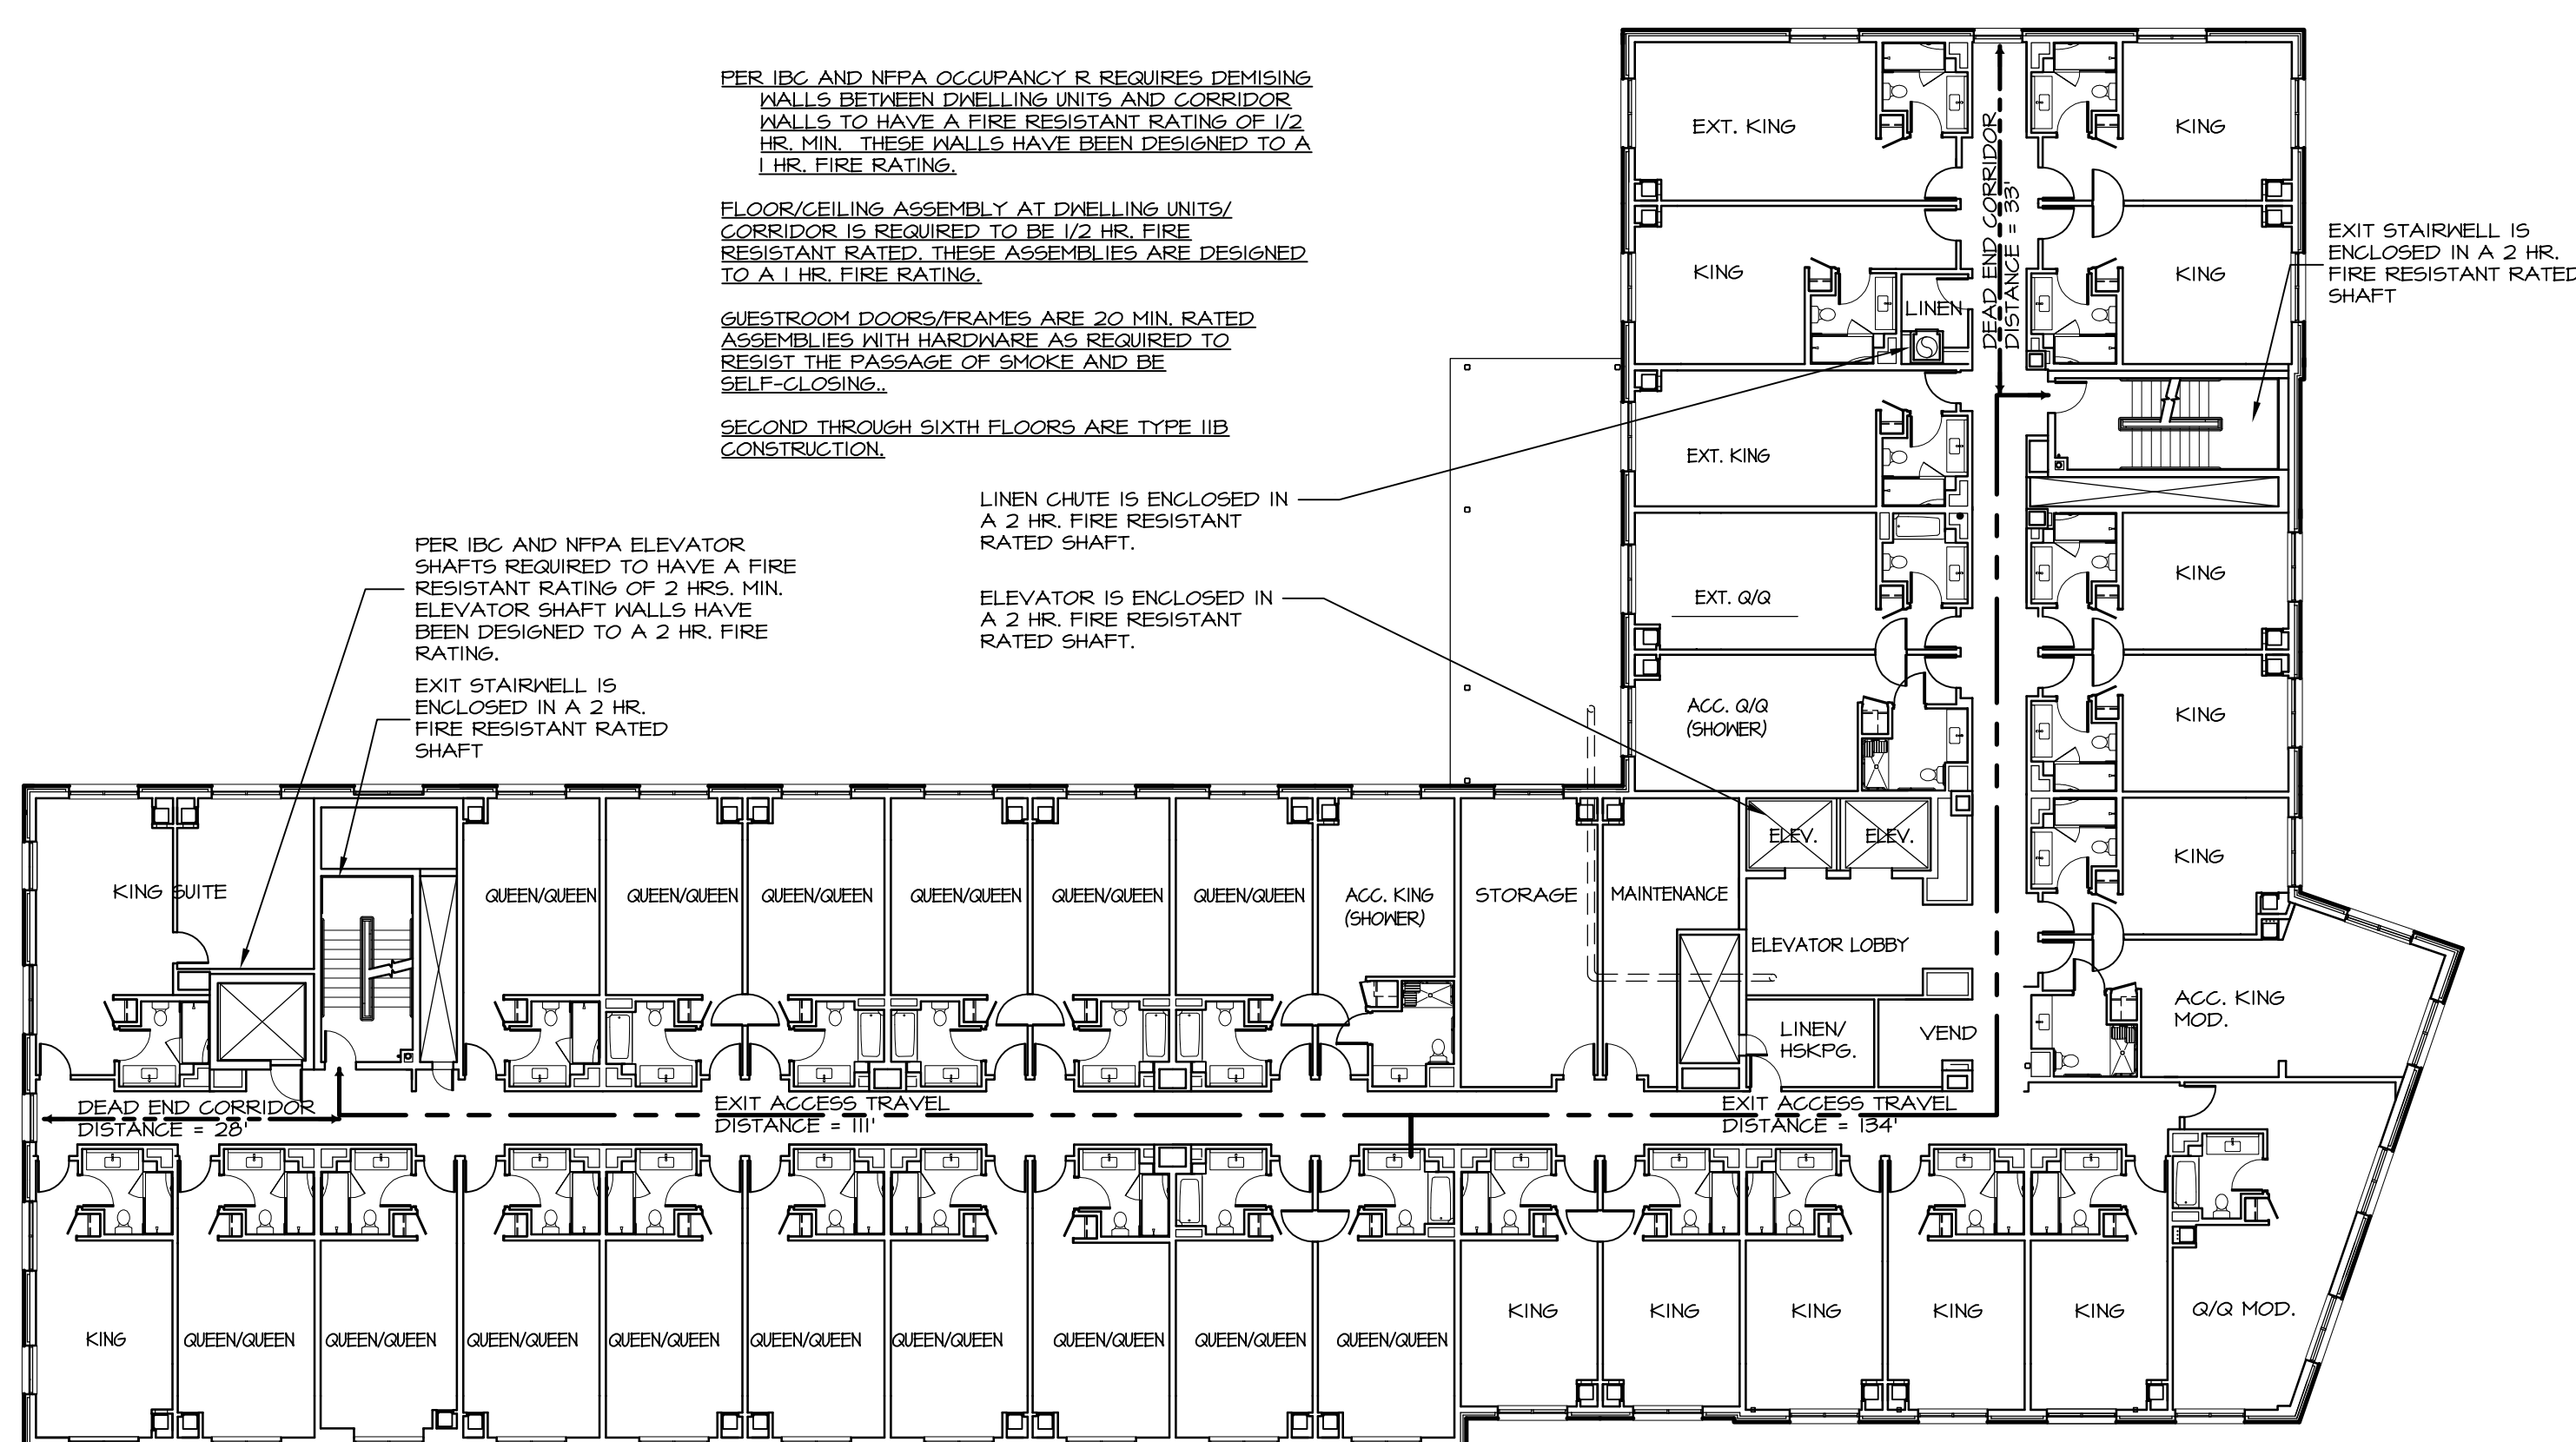 PER IBC AND NFPA OCCUPANCY R REQUIRES DEMISING
WALLS BETWEEN DWELLING UNITS AND CORRIDOR
WALLS TO HAVE A FIRE RESISTANT RATING OF 1/2
HR. MIN. THESE WALLS HAVE BEEN DESIGNED TO A
1 HR. FIRE RATING.
FLOOR/CEILING ASSEMBLY AT DWELLING UNITS/
CORRIDOR IS REQUIRED TO BE 1/2 HR. FIRE
RESISTANT RATED. THESE ASSEMBLIES ARE DESIGNED
TO A 1 HR. FIRE RATING.
GUESTROOM DOORS/FRAMES ARE 20 MIN. RATED
ASSEMBLIES WITH HARDWARE AS REQUIRED TO
RESIST THE PASSAGE OF SMOKE AND BE
SELF-CLOSING..
SECOND THROUGH SIXTH FLOORS ARE TYPE IIB
CONSTRUCTION.
LINEN CHUTE IS ENCLOSED IN
A 2 HR. FIRE RESISTANT
RATED SHAFT.
ELEVATOR IS ENCLOSED IN
A 2 HR. FIRE RESISTANT
RATED SHAFT.
PER IBC AND NFPA ELEVATOR
SHAFTS REQUIRED TO HAVE A FIRE
RESISTANT RATING OF 2 HRS. MIN.
ELEVATOR SHAFT WALLS HAVE
BEEN DESIGNED TO A 2 HR. FIRE
RATING.
EXIT STAIRWELL IS
ENCLOSED IN A 2 HR.
FIRE RESISTANT RATED
SHAFT
EXT. KING
DEAD END CORRIDOR
DISTANCE = 33'
KING
KING
LINEN
KING
EXIT STAIRWELL IS
ENCLOSED IN A 2 HR.
FIRE RESISTANT RATED
SHAFT
EXT. KING
EXT. Q/Q
KING
ACC. Q/Q
(SHOWER)
KING
ELEV.
ELEV.
KING
KING SUITE
QUEEN/QUEEN
QUEEN/QUEEN
QUEEN/QUEEN
QUEEN/QUEEN
QUEEN/QUEEN
QUEEN/QUEEN
ACC. KING
(SHOWER)
STORAGE
MAINTENANCE
ELEVATOR LOBBY
LINEN/
HSKPG.
VEND
ACC. KING
MOD.
DEAD END CORRIDOR
DISTANCE = 28'
EXIT ACCESS TRAVEL
DISTANCE = 111'
EXIT ACCESS TRAVEL
DISTANCE = 134'
KING
QUEEN/QUEEN
QUEEN/QUEEN
QUEEN/QUEEN
QUEEN/QUEEN
QUEEN/QUEEN
QUEEN/QUEEN
QUEEN/QUEEN
QUEEN/QUEEN
QUEEN/QUEEN
KING
KING
KING
KING
KING
Q/Q MOD.